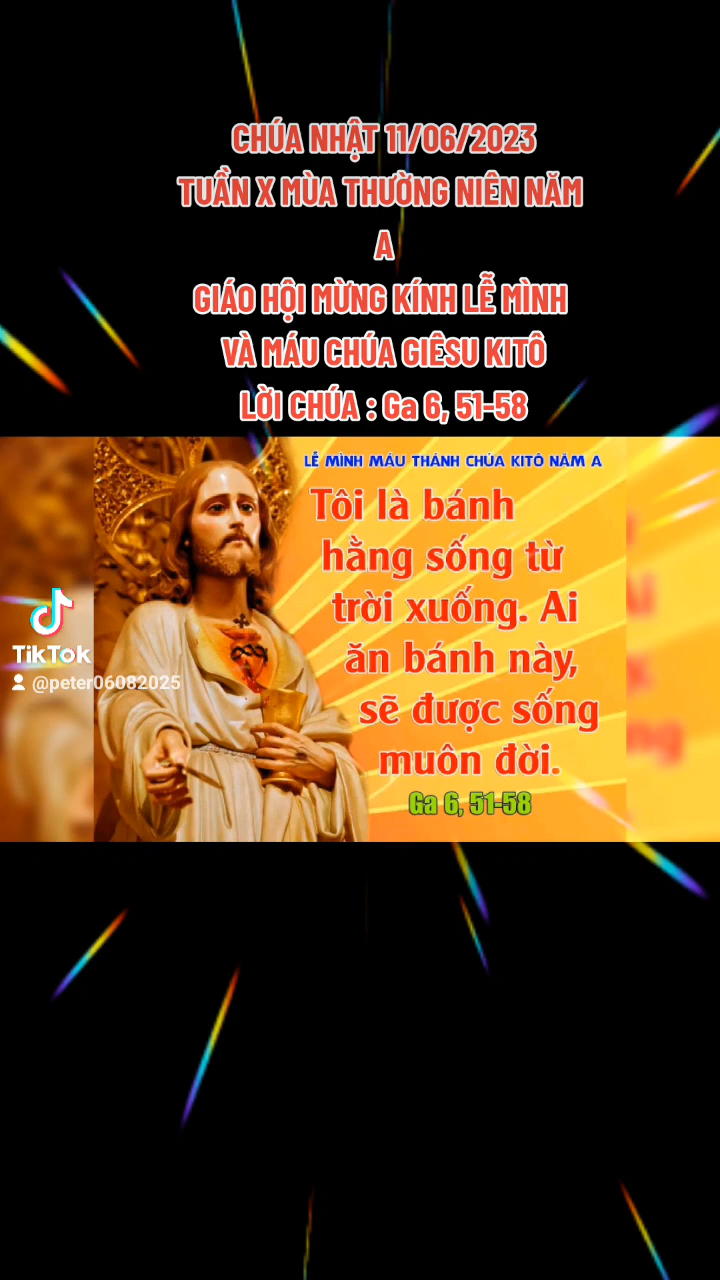 CHÚA NHẬT 11/06/2023
TUẦN X MÙA THƯỜNG NIÊN NĂM
A
GIÁO HỘI MỪNG KÍNH LỄ MÌNH
VÀ MÁU CHÚA GIÊSU KITÔ
LỜI CHÚA : Ga 6, 51-58
LỄ MÌNH MÁU THÁNH CHÚA KITÔ NĂM A
Tôi là bánh
hằng sống từ
trời xuống. Ai
ăn bánh này,
sẽ được sống
muôn đời.
Ga 6, 51-58
TikTok
@peter06082025